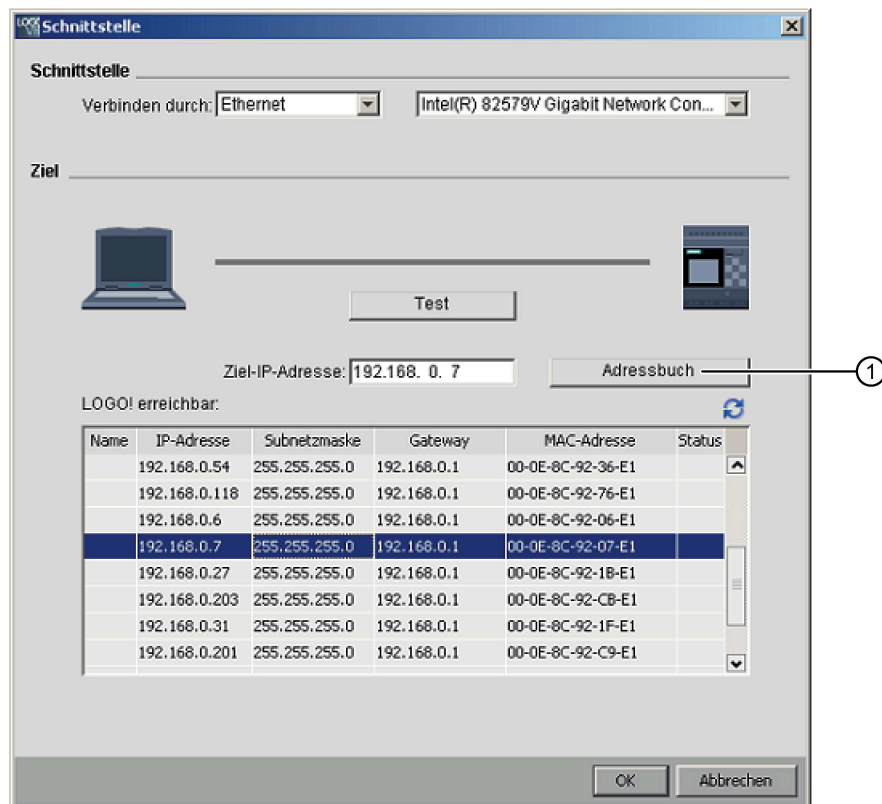 Schnittstelle
Schnittstelle
Verbinden durch: Ethernet Intel(R) 82579V Gigabit Network Con...
Ziel
Test
Ziel-IP-Adresse: 192.168. 0. 7 Adressbuch 1
LOGO! erreichbar:
Name IP-Adresse Subnetzmaske Gateway MAC-Adresse Status
192.168.0.54 255.255.255.0 192.168.0.1 00-0E-8C-92-36-E1
192.168.0.118 255.255.255.0 192.168.0.1 00-0E-8C-92-76-E1
192.168.0.6 255.255.255.0 192.168.0.1 00-0E-8C-92-06-E1
192.168.0.7 255.255.255.0 192.168.0.1 00-0E-8C-92-07-E1
192.168.0.27 255.255.255.0 192.168.0.1 00-0E-8C-92-1B-E1
192.168.0.203 255.255.255.0 192.168.0.1 00-0E-8C-92-CB-E1
192.168.0.31 255.255.255.0 192.168.0.1 00-0E-8C-92-1F-E1
192.168.0.201 255.255.255.0 192.168.0.1 00-0E-8C-92-C9-E1
OK Abbrechen